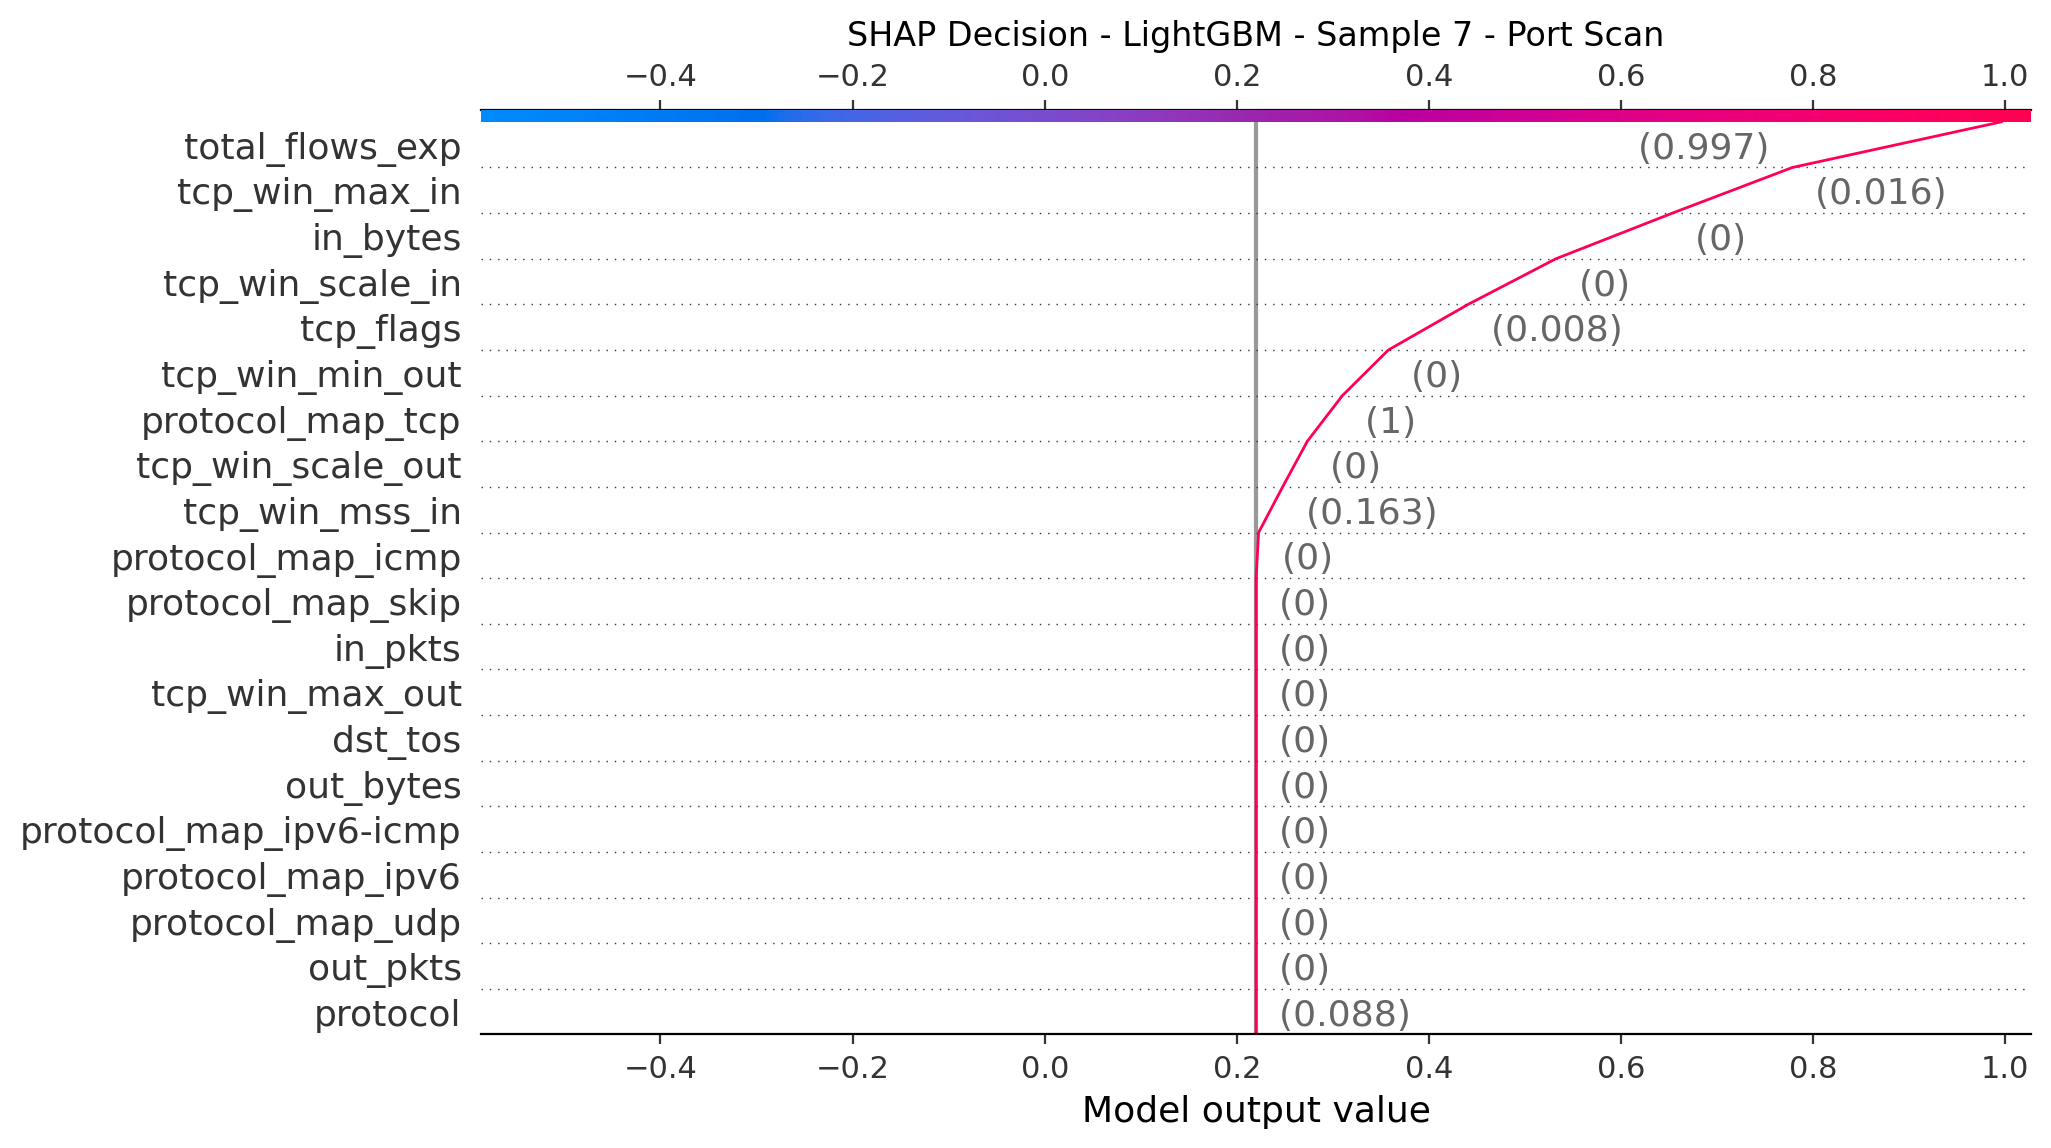 SHAP Decision - LightGBM - Sample 7 - Port Scan
−0.4 −0.2 0.0 0.2 0.4 0.6 0.8 1.0
total_flows_exp (0.997)
tcp_win_max_in (0.016)
in_bytes (0)
tcp_win_scale_in (0)
tcp_flags (0.008)
tcp_win_min_out (0)
protocol_map_tcp (1)
tcp_win_scale_out (0)
tcp_win_mss_in (0.163)
protocol_map_icmp (0)
protocol_map_skip (0)
in_pkts (0)
tcp_win_max_out (0)
dst_tos (0)
out_bytes (0)
protocol_map_ipv6-icmp (0)
protocol_map_ipv6 (0)
protocol_map_udp (0)
out_pkts (0)
protocol (0.088)
−0.4 −0.2 0.0 0.2 0.4 0.6 0.8 1.0
Model output value